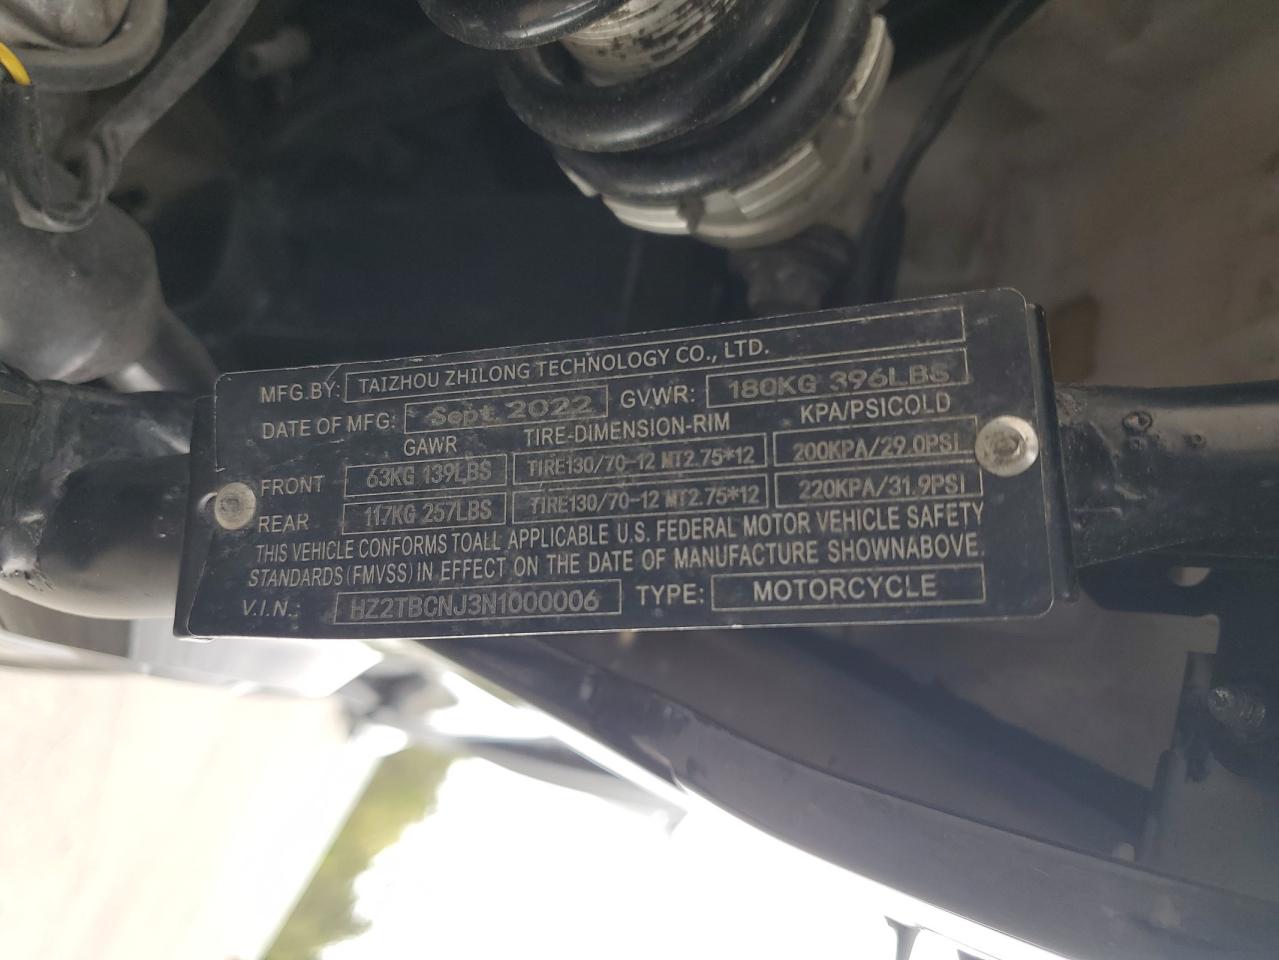 MFG.BY: TAIZHOU ZHILONG TECHNOLOGY CO., LTD.
DATE OF MFG: Sept. 2022 GVWR: 180KG 396LBS
GAWR TIRE-DIMENSION-RIM KPA/PSICOLD
FRONT 63KG 139LBS TIRE130/70-12 MT2.75*12 200KPA/29.0PSI
REAR 117KG 257LBS TIRE130/70-12 MT2.75*12 220KPA/31.9PSI
THIS VEHICLE CONFORMS TOALL APPLICABLE U.S. FEDERAL MOTOR VEHICLE SAFETY
STANDARDS (FMVSS) IN EFFECT ON THE DATE OF MANUFACTURE SHOWNABOVE.
V.I.N.: HZ2TBCNJ3N1000006 TYPE: MOTORCYCLE